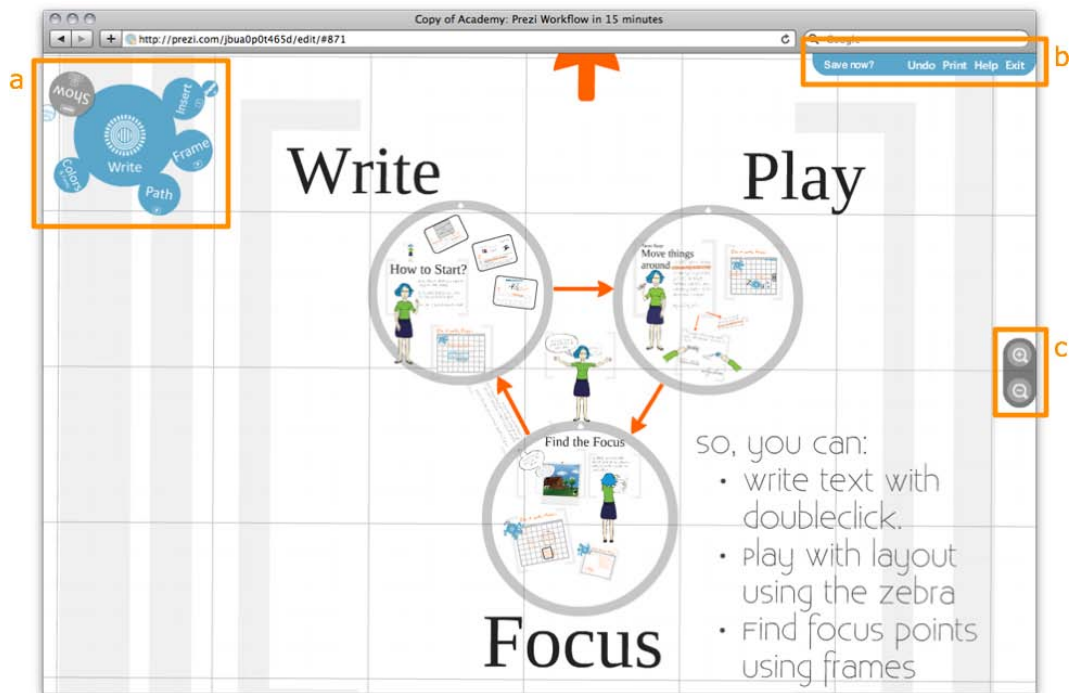 Copy of Academy: Prezi Workflow in 15 minutes
http://prezi.com/jbua0p0t465d/edit/#871
Google
a
b
Save now? Undo Print Help Exit
Show
Insert
Frame
Write
Colors
Path
Write
Play
How to Start?
Move things
around
c
Find the Focus
so, you can:
• write text with
doubleclick.
• Play with layout
using the zebra
• Find focus points
using frames
Focus